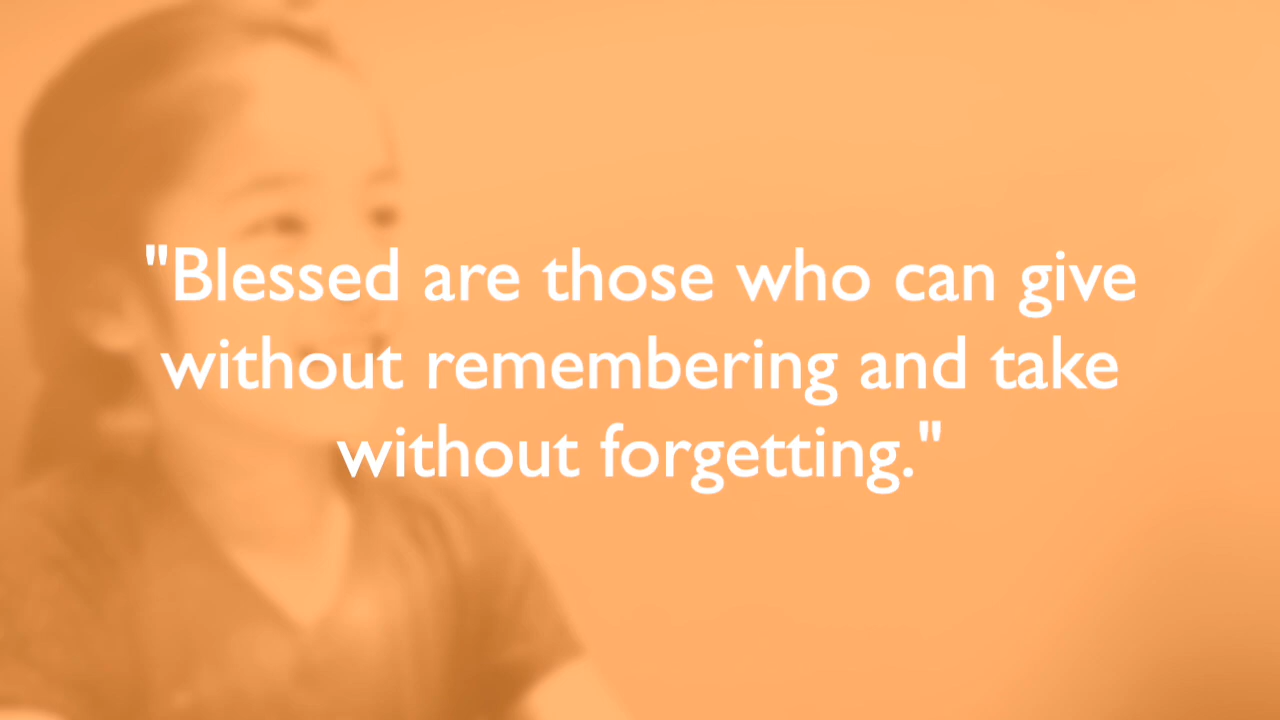 "Blessed are those who can give
without remembering and take
without forgetting."